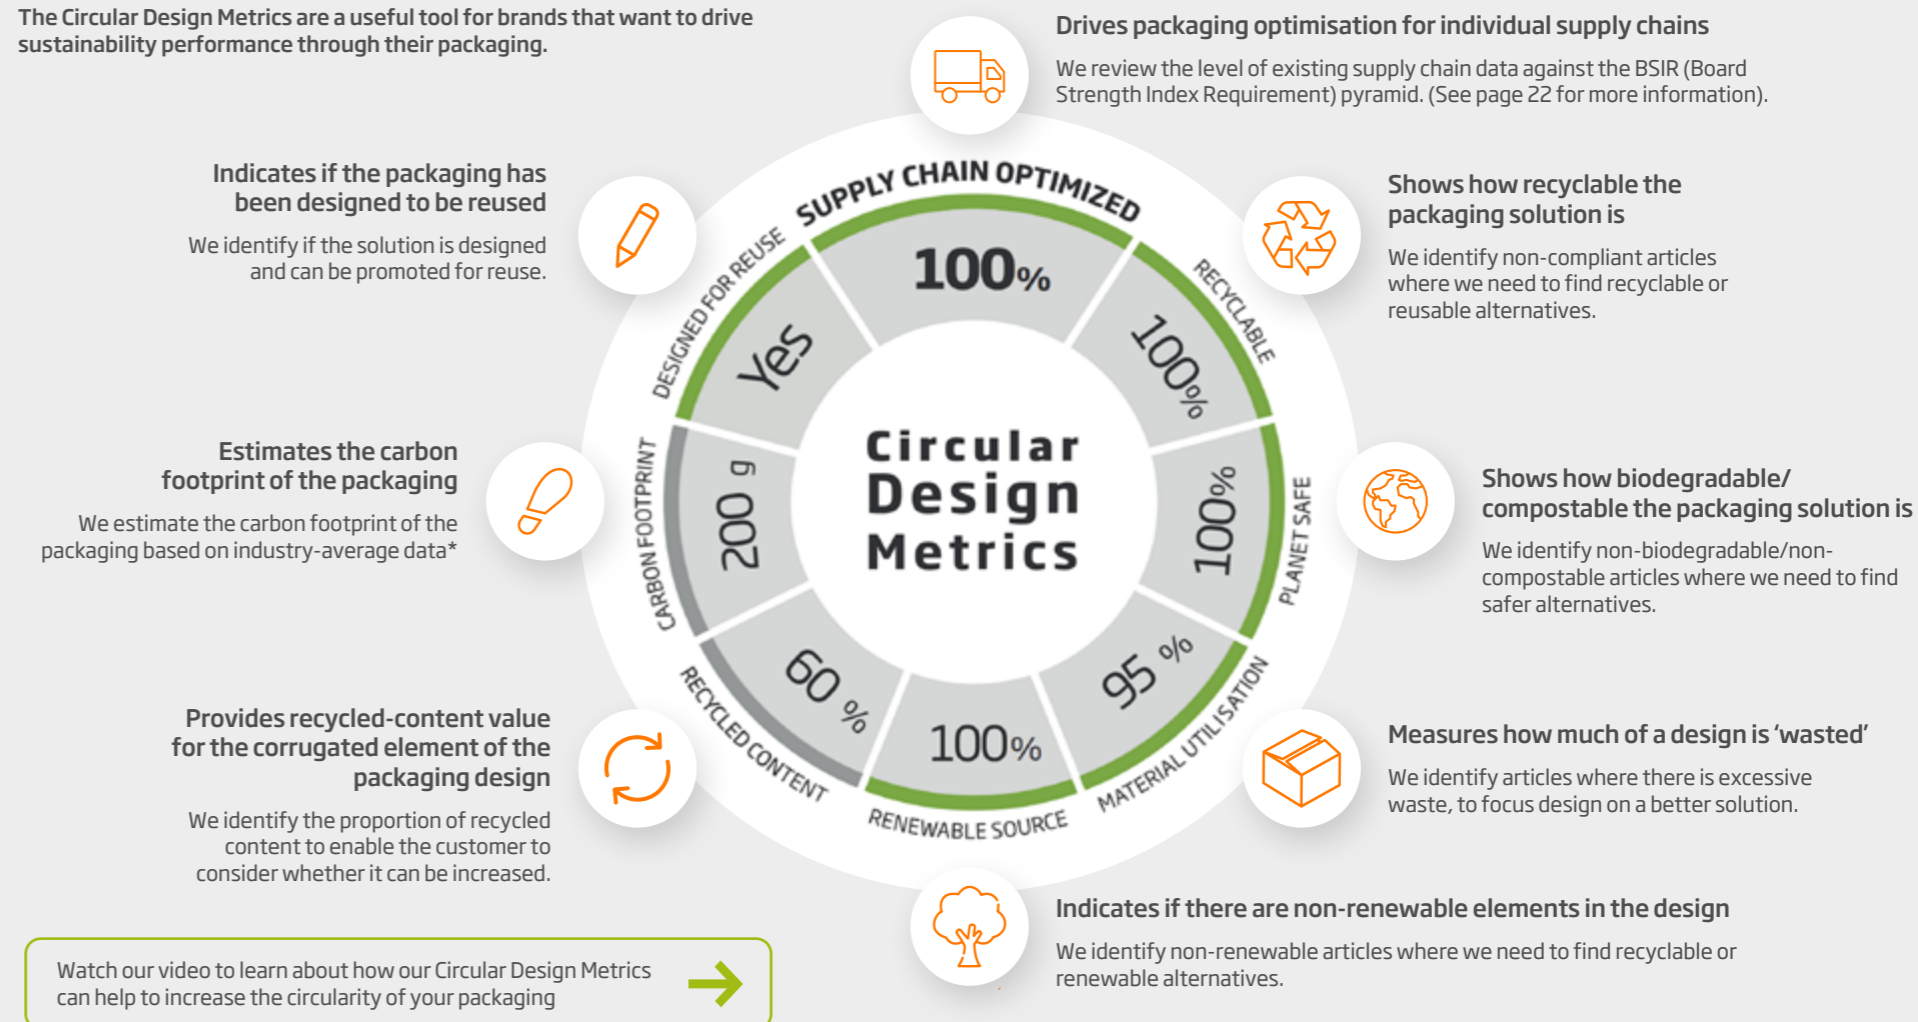 The Circular Design Metrics are a useful tool for brands that want to drive
sustainability performance through their packaging.
Drives packaging optimisation for individual supply chains
We review the level of existing supply chain data against the BSIR (Board
Strength Index Requirement) pyramid. (See page 22 for more information).
Indicates if the packaging has
been designed to be reused
We identify if the solution is designed
and can be promoted for reuse.
Shows how recyclable the
packaging solution is
We identify non-compliant articles
where we need to find recyclable or
reusable alternatives.
Estimates the carbon
footprint of the packaging
We estimate the carbon footprint of the
packaging based on industry-average data*
Shows how biodegradable/
compostable the packaging solution is
We identify non-biodegradable/non-
compostable articles where we need to find
safer alternatives.
Provides recycled-content value
for the corrugated element of the
packaging design
We identify the proportion of recycled
content to enable the customer to
consider whether it can be increased.
Measures how much of a design is ‘wasted’
We identify articles where there is excessive
waste, to focus design on a better solution.
Indicates if there are non-renewable elements in the design
We identify non-renewable articles where we need to find recyclable or
renewable alternatives.
SUPPLY CHAIN OPTIMIZED
100%
RECYCLABLE
100%
PLANET SAFE
100%
MATERIAL UTILISATION
95 %
RENEWABLE SOURCE
100%
RECYCLED CONTENT
60 %
CARBON FOOTPRINT
200 g
DESIGNED FOR REUSE
Yes
Circular
Design
Metrics
Watch our video to learn about how our Circular Design Metrics
can help to increase the circularity of your packaging